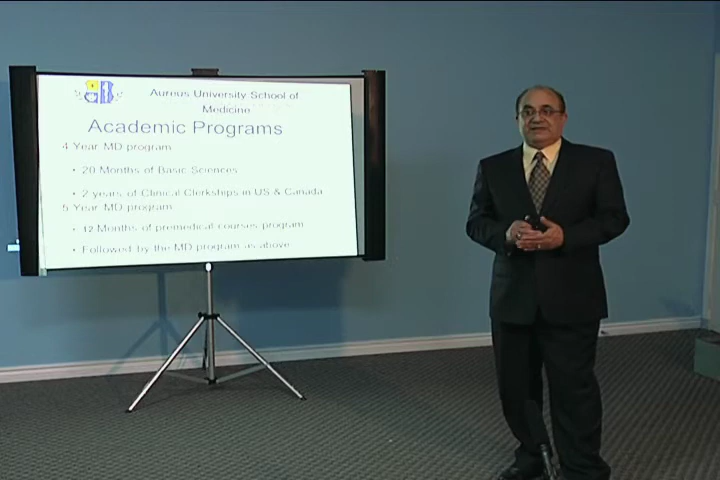 Aureus University School of
Medicine
Academic Programs
4 Year MD program
• 20 Months of Basic Sciences
• 2 years of Clinical Clerkships in US & Canada
5 Year MD program
• 12 Months of premedical courses program
• Followed by the MD program as above